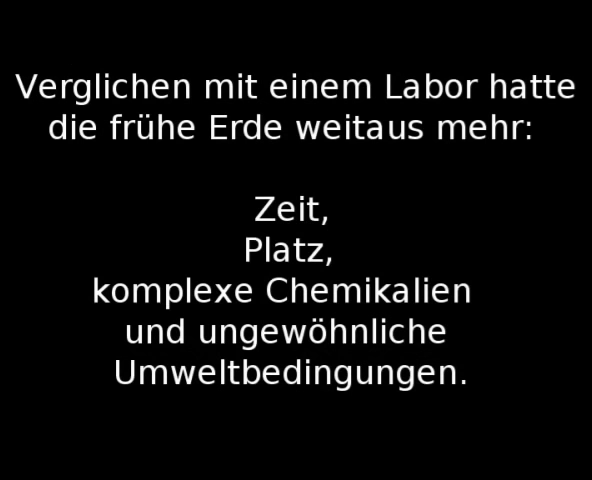 Verglichen mit einem Labor hatte
die frühe Erde weitaus mehr:
Zeit,
Platz,
komplexe Chemikalien
und ungewöhnliche
Umweltbedingungen.